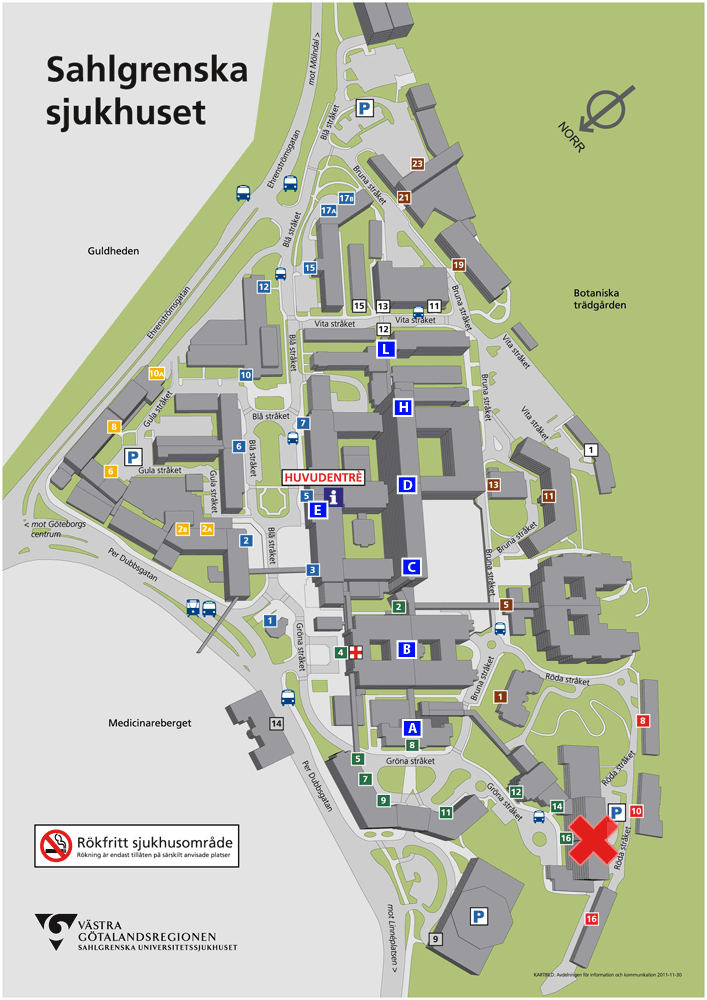 Sahlgrenska
sjukhuset
mot Mölndal >
Ehrenströmsgatan
Blå stråket
P
NORR
23
Bruna stråket
21
17B
17A
Blå stråket
Guldheden
15
19
12
Botaniska
trädgården
Ehrenströmsgatan
15
13
11
Bruna stråket
Vita stråket
Vita stråket
12
Vita stråket
Blå stråket
L
10A
10
Bruna stråket
Gula stråket
H
Blå stråket
7
Vita stråket
8
6
Blå stråket
1
P
6
Gula stråket
HUVUDENTRÉ
Gula stråket
D
13
11
5
i
E
< mot Göteborgs
centrum
2B
2A
2
Blå stråket
Bruna stråket
Per Dubbsgatan
3
C
Bruna stråket
2
5
1
Gröna stråket
4
B
Röda stråket
Bruna stråket
1
Medicinareberget
14
A
8
8
Gröna stråket
5
Per Dubbsgatan
7
Röda stråket
12
9
Gröna stråket
14
11
P
10
16
Rökfritt sjukhusområde
Rökning är endast tillåten på särskilt anvisade platser
Röda stråket
mot Linnéplatsen >
P
16
9
VÄSTRA
GÖTALANDSREGIONEN
SAHLGRENSKA UNIVERSITETSSJUKHUSET
KARTBILD: Avdelningen för information och kommunikation 2011-11-30